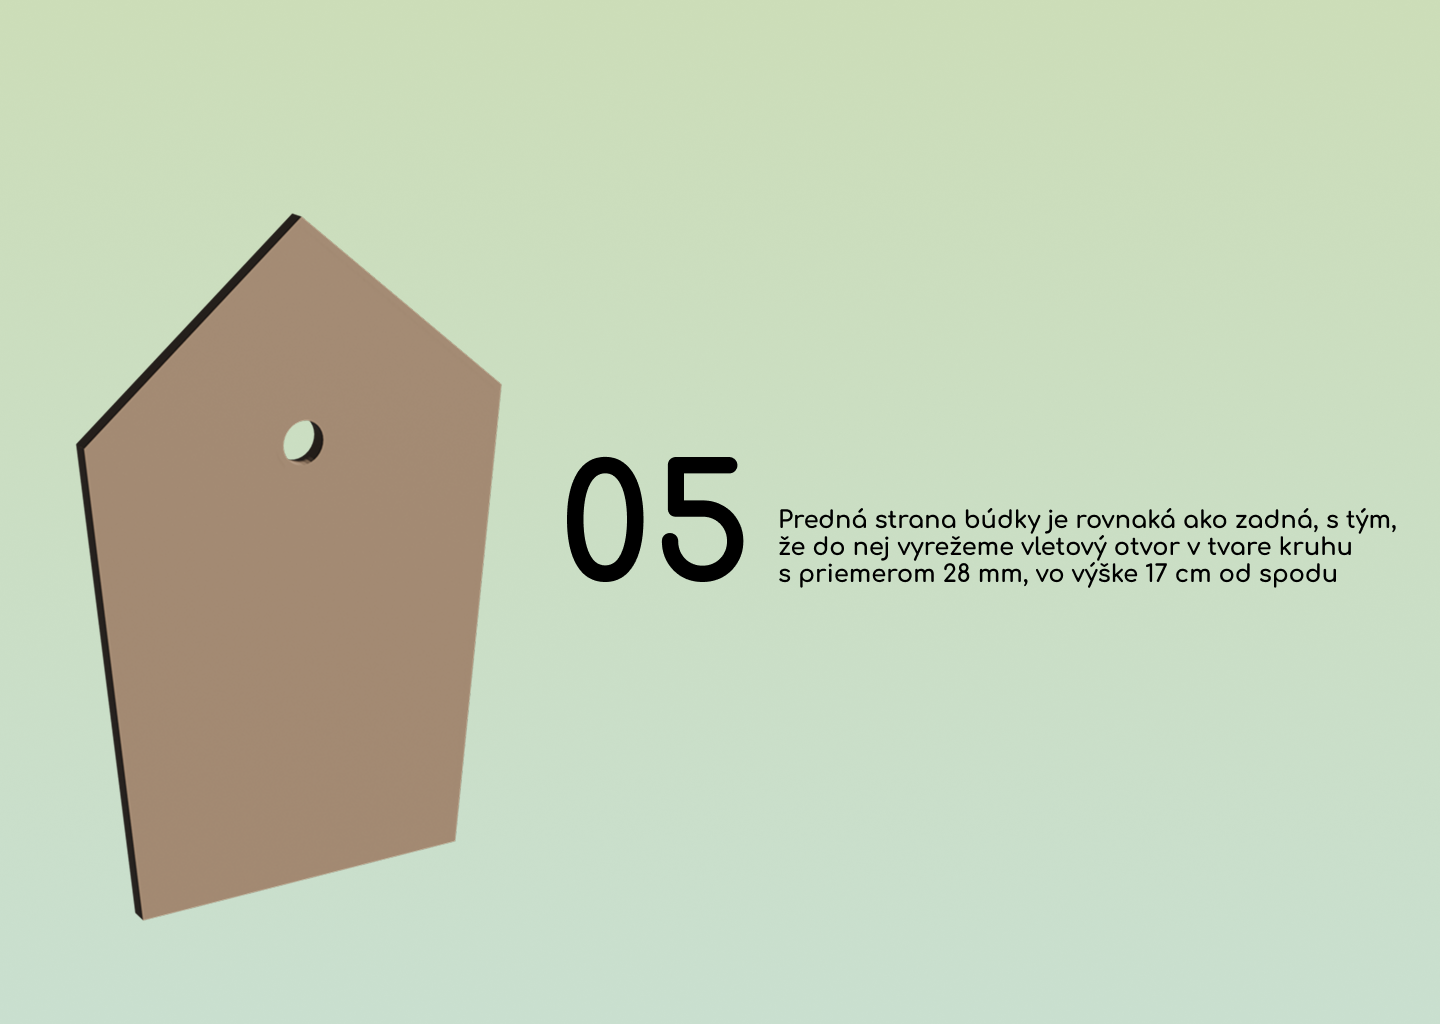 05
Predná strana búdky je rovnaká ako zadná, s tým,
že do nej vyrežeme vletový otvor v tvare kruhu
s priemerom 28 mm, vo výške 17 cm od spodu